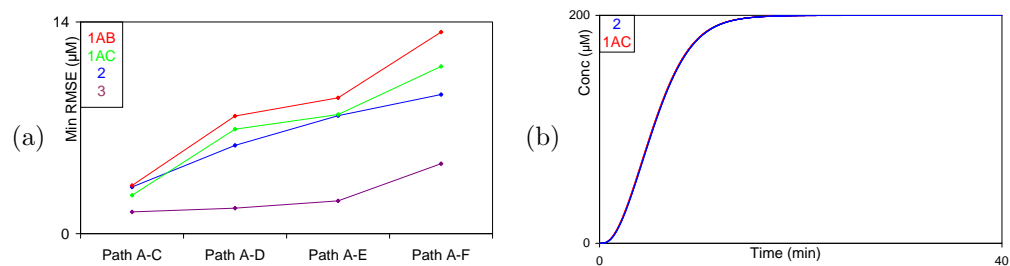 (a)
Min RMSE (µM)
14
0
1AB
1AC
2
3
Path A-C Path A-D Path A-E Path A-F
(b)
Conc (µM)
200
0
2
1AC
Time (min)
0 40